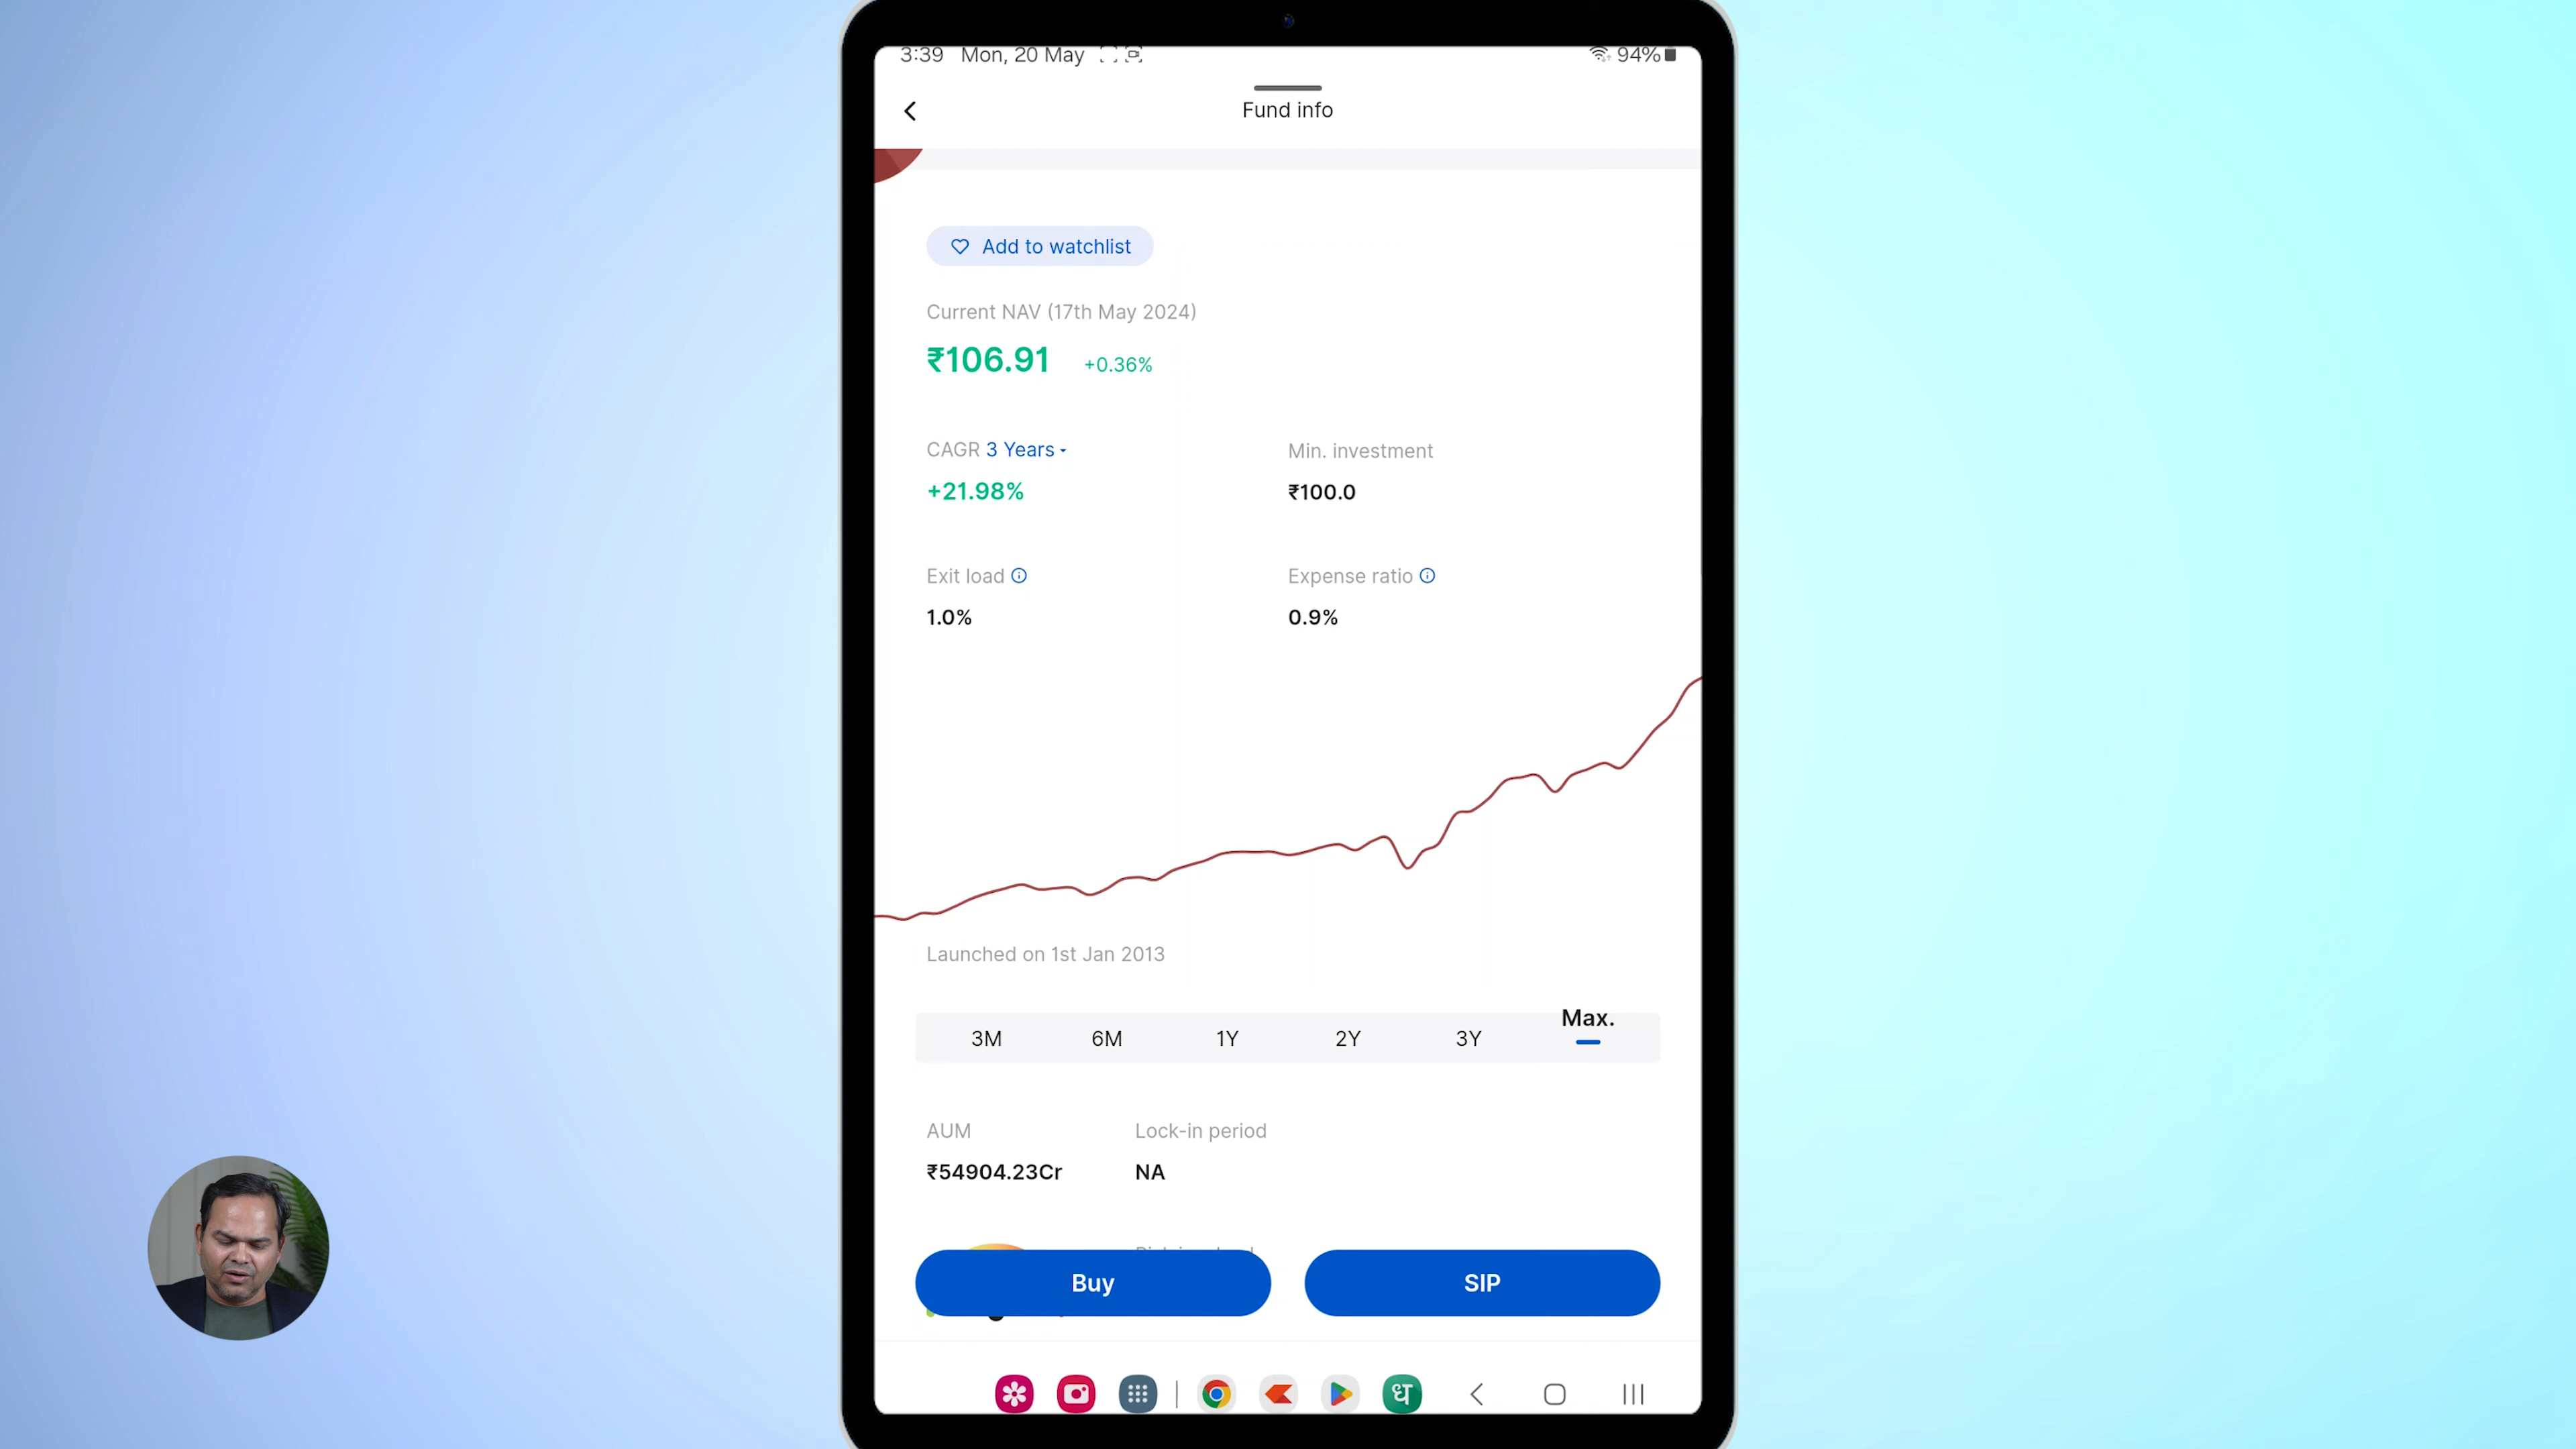 3:39 Mon, 20 May
94%
Fund info
Add to watchlist
Current NAV (17th May 2024)
₹106.91 +0.36%
CAGR 3 Years
Min. investment
+21.98%
₹100.0
Exit load
Expense ratio
1.0%
0.9%
Launched on 1st Jan 2013
3M 6M 1Y 2Y 3Y Max.
AUM
Lock-in period
₹54904.23Cr
NA
Buy
SIP
ध